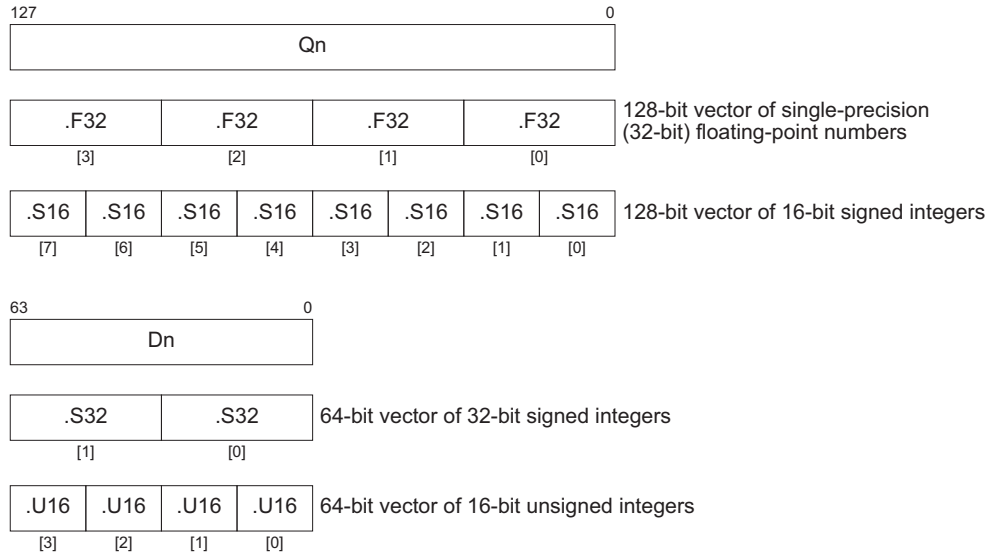 127 0
Qn
.F32 .F32 .F32 .F32
128-bit vector of single-precision
(32-bit) floating-point numbers
[3] [2] [1] [0]
.S16 .S16 .S16 .S16 .S16 .S16 .S16 .S16 128-bit vector of 16-bit signed integers
[7] [6] [5] [4] [3] [2] [1] [0]
63 0
Dn
.S32 .S32 64-bit vector of 32-bit signed integers
[1] [0]
.U16 .U16 .U16 .U16 64-bit vector of 16-bit unsigned integers
[3] [2] [1] [0]